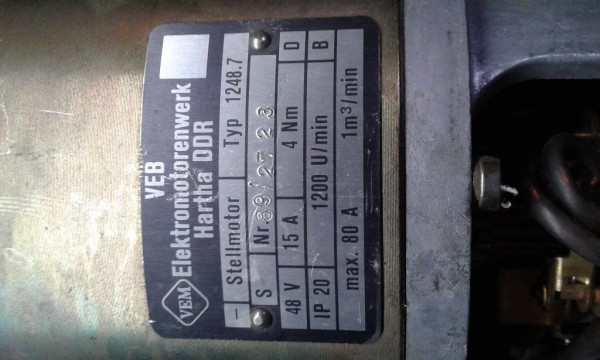 VEB
VEM Elektromotorenwerk
Hartha DDR
– Stellmotor Typ 1248.7
S Nr. 89/2723 D
48 V 15 A 4 Nm B
IP 20 1200 U/min
max. 80 A 1m³/min